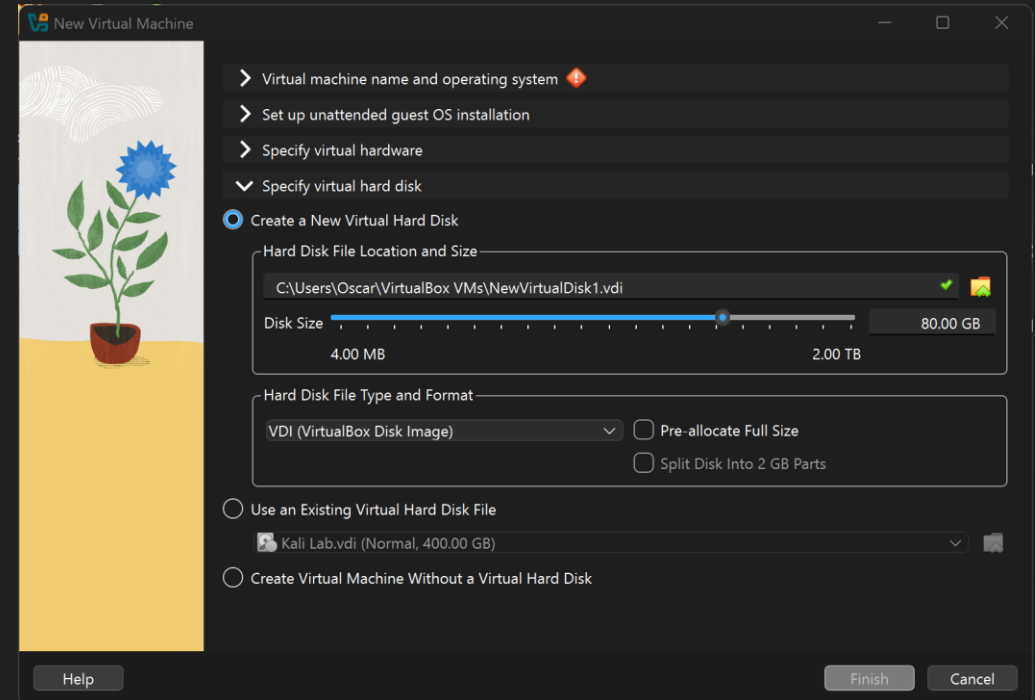 New Virtual Machine
Virtual machine name and operating system
Set up unattended guest OS installation
Specify virtual hardware
Specify virtual hard disk
Create a New Virtual Hard Disk
Hard Disk File Location and Size
C:\Users\Oscar\VirtualBox VMs\NewVirtualDisk1.vdi
Disk Size 80.00 GB
4.00 MB 2.00 TB
Hard Disk File Type and Format
VDI (VirtualBox Disk Image) Pre-allocate Full Size
Split Disk Into 2 GB Parts
Use an Existing Virtual Hard Disk File
Kali Lab.vdi (Normal, 400.00 GB)
Create Virtual Machine Without a Virtual Hard Disk
Help Finish Cancel